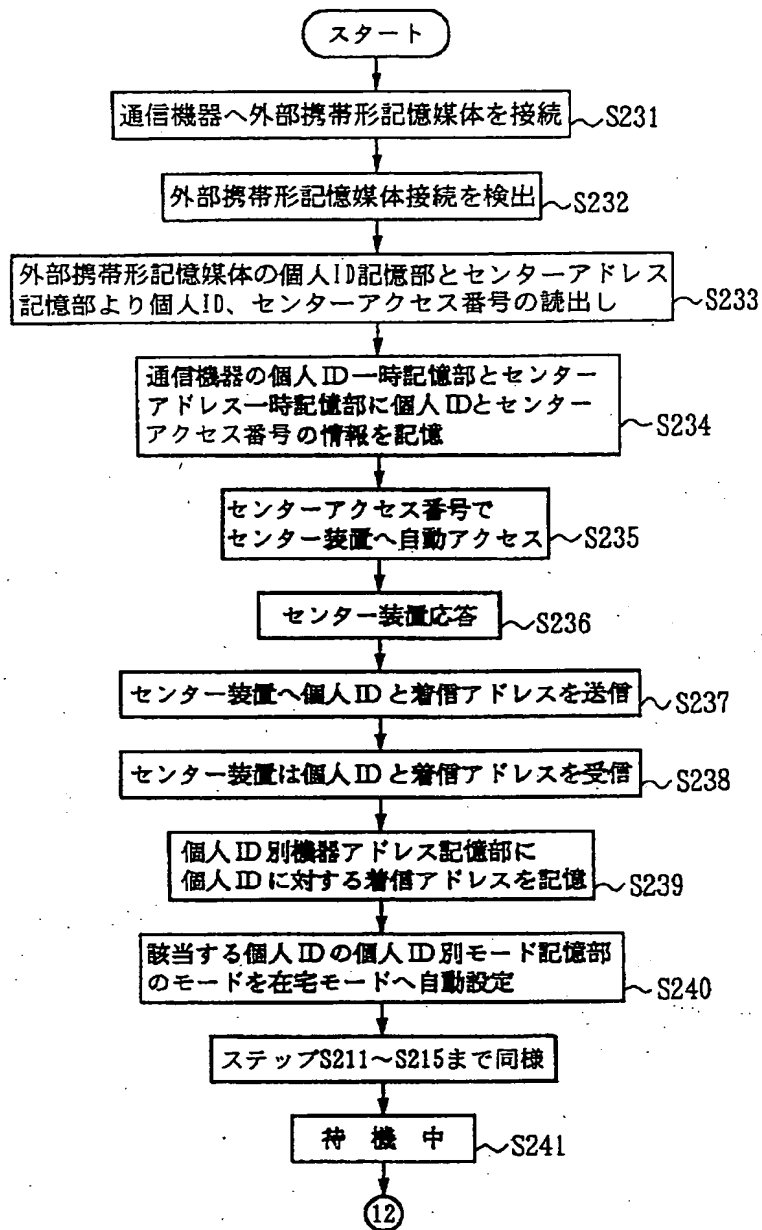 スタート
通信機器へ外部携帯形記憶媒体を接続 ～S231
外部携帯形記憶媒体接続を検出 ～S232
外部携帯形記憶媒体の個人ID記憶部とセンターアドレス
記憶部より個人ID、センターアクセス番号の読出し ～S233
通信機器の個人ID一時記憶部とセンター
アドレス一時記憶部に個人IDとセンター
アクセス番号の情報を記憶 ～S234
センターアクセス番号で
センター装置へ自動アクセス ～S235
センター装置応答 ～S236
センター装置へ個人IDと着信アドレスを送信 ～S237
センター装置は個人IDと着信アドレスを受信 ～S238
個人ID別機器アドレス記憶部に
個人IDに対する着信アドレスを記憶 ～S239
該当する個人IDの個人ID別モード記憶部
のモードを在宅モードへ自動設定 ～S240
ステップS211～S215まで同様
待機中 ～S241
12